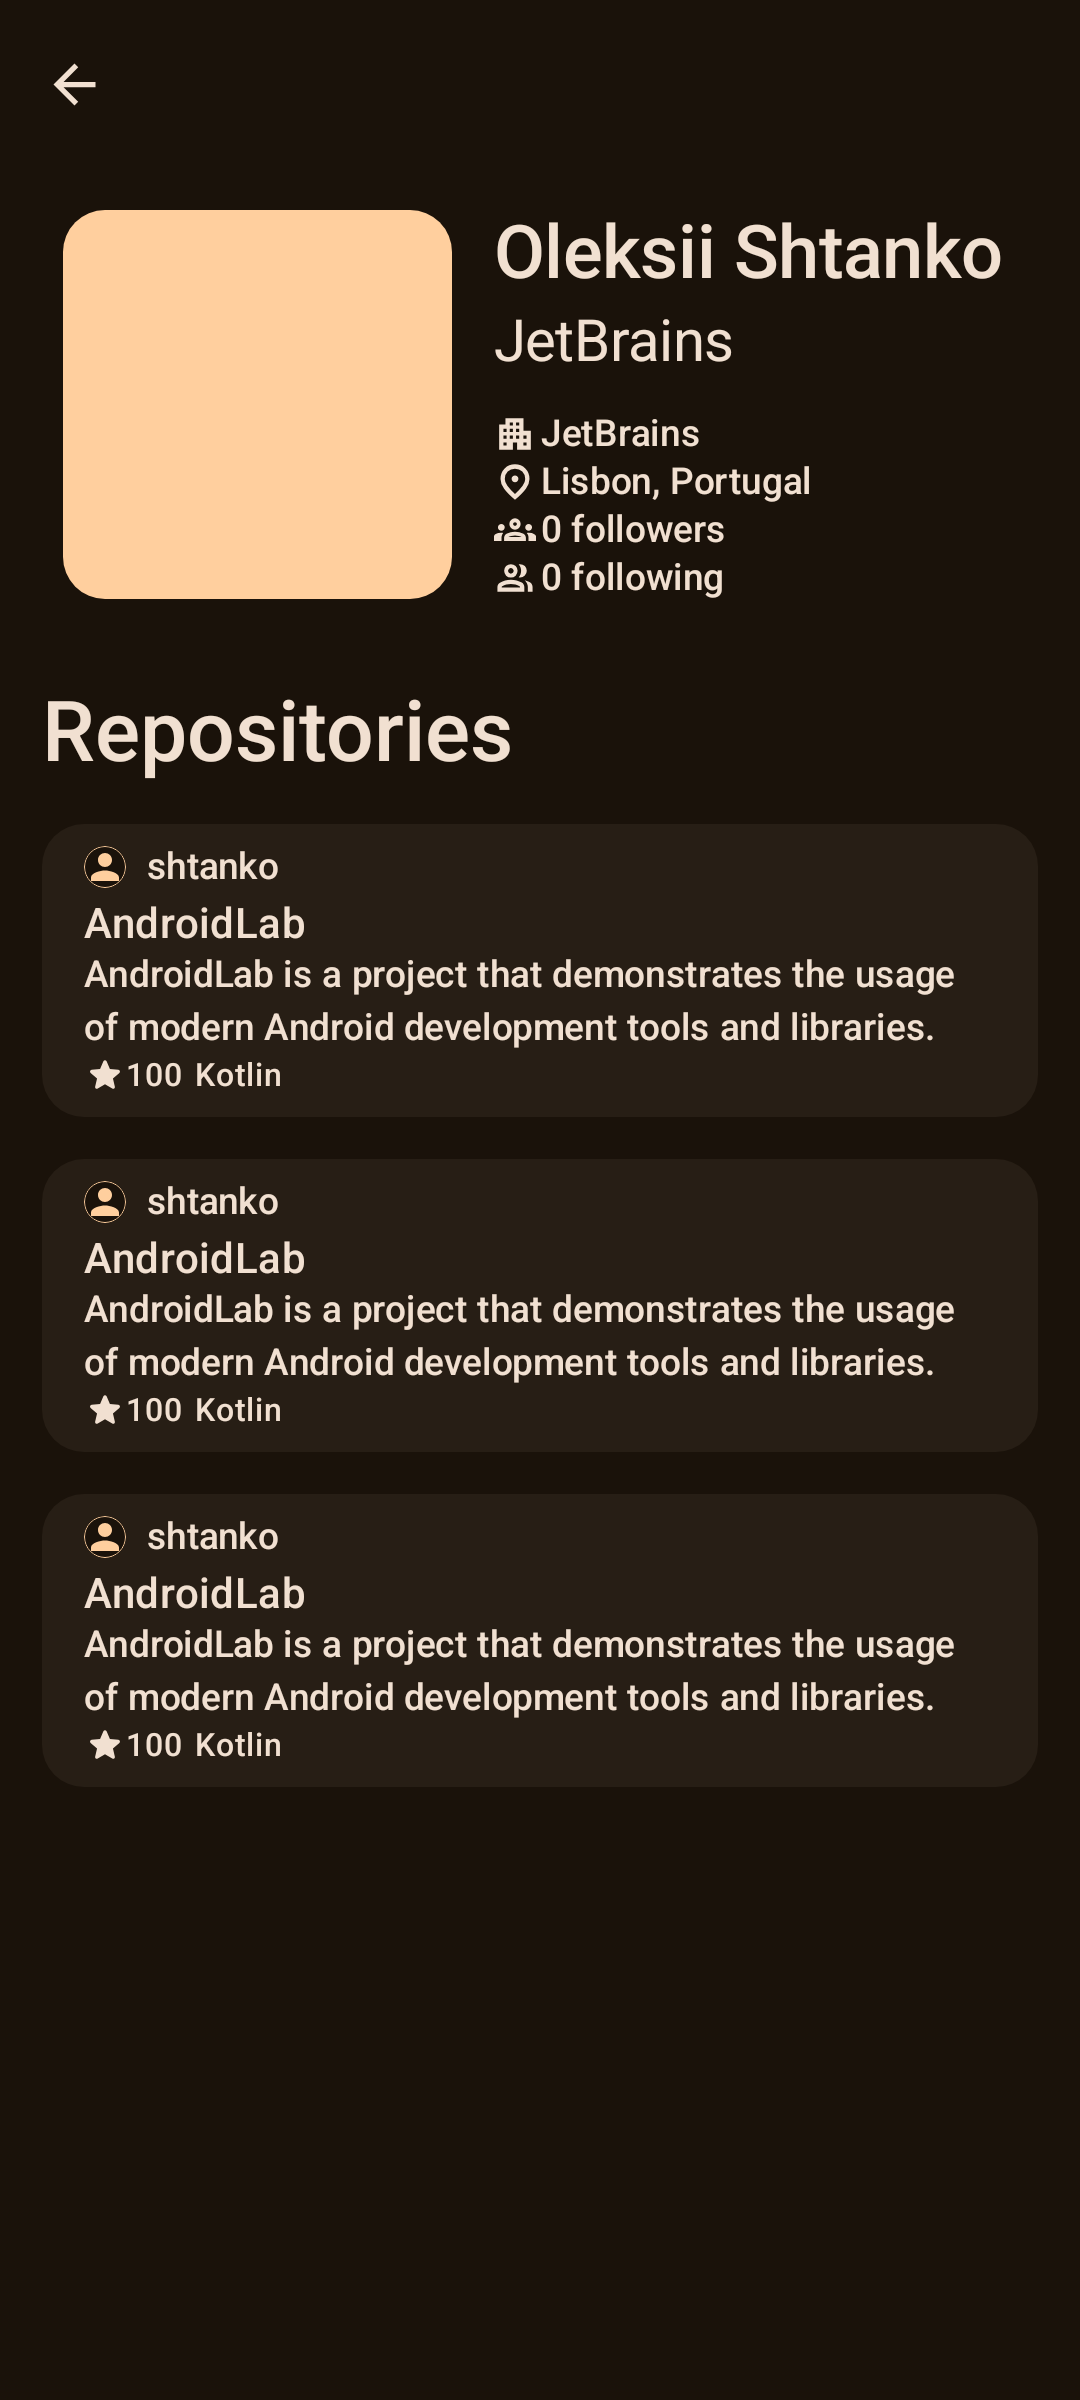 Oleksii Shtanko
JetBrains
JetBrains
Lisbon, Portugal
0 followers
0 following
Repositories
shtanko
AndroidLab
AndroidLab is a project that demonstrates the usage
of modern Android development tools and libraries.
100 Kotlin
shtanko
AndroidLab
AndroidLab is a project that demonstrates the usage
of modern Android development tools and libraries.
100 Kotlin
shtanko
AndroidLab
AndroidLab is a project that demonstrates the usage
of modern Android development tools and libraries.
100 Kotlin